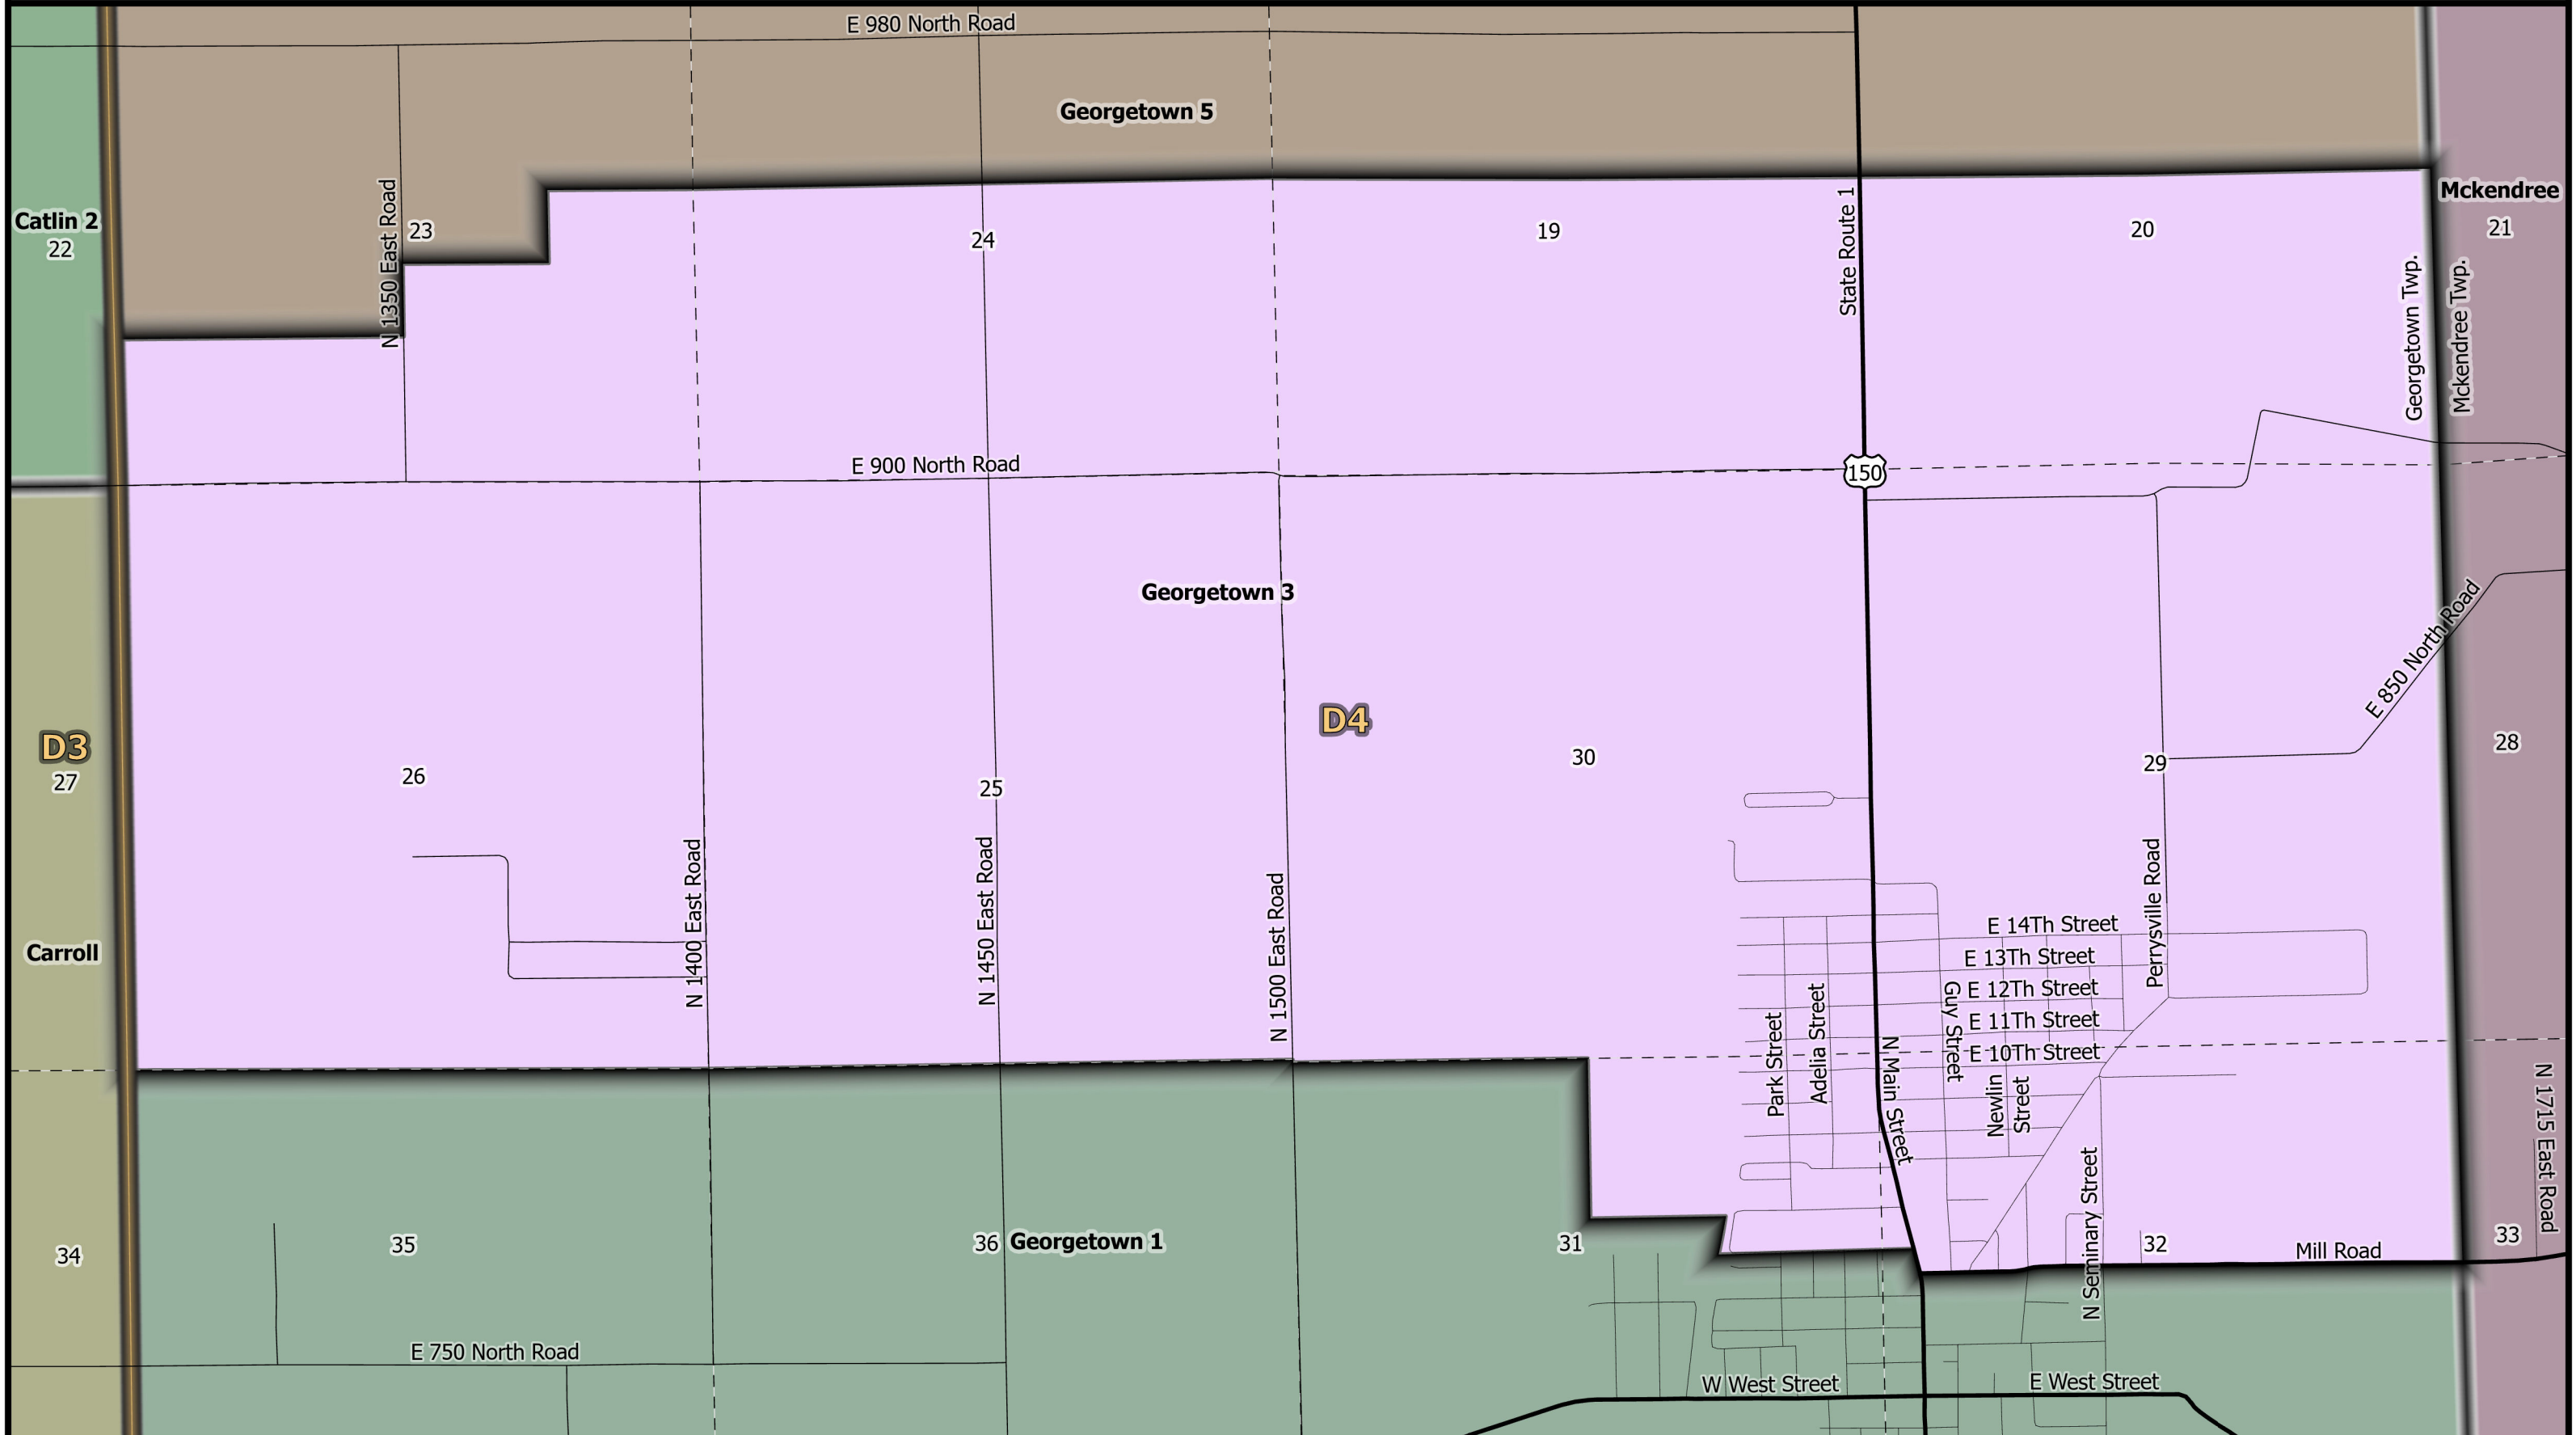 E 980 North Road
Georgetown 5
Catlin 2
22
N 1350 East Road
23
24
19
State Route 1
20
Mckendree
21
Georgetown Twp.
Mckendree Twp.
E 900 North Road
150
Georgetown 3
D4
D3
27
26
25
30
29
E 850 North Road
28
Carroll
N 1400 East Road
N 1450 East Road
N 1500 East Road
Park Street
Adelia Street
N Main Street
Guy Street
E 14Th Street
E 13Th Street
E 12Th Street
E 11Th Street
E 10Th Street
Newlin
Street
Perrysville Road
N Seminary Street
N 1715 East Road
34
35
36
Georgetown 1
31
32
Mill Road
33
E 750 North Road
W West Street
E West Street